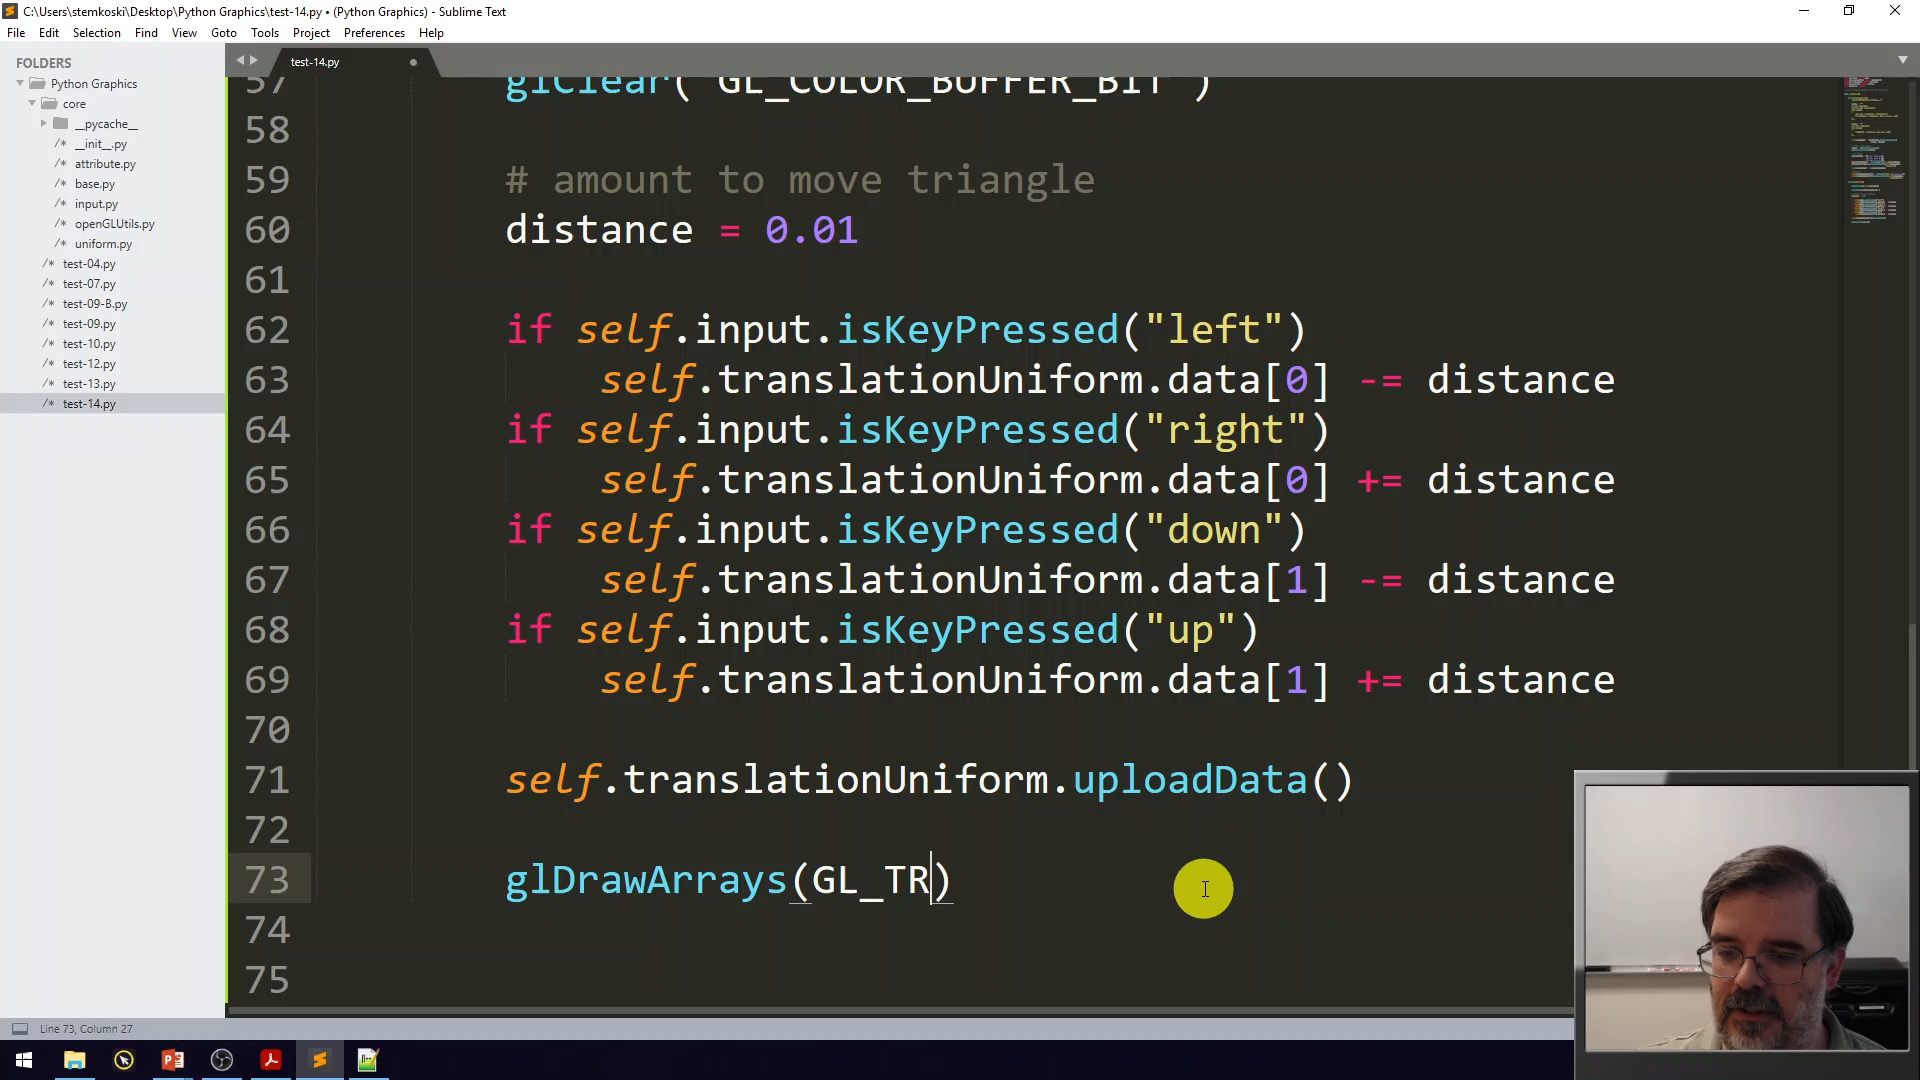 C:\Users\stemkoski\Desktop\Python Graphics\test-14.py • (Python Graphics) - Sublime Text
File Edit Selection Find View Goto Tools Project Preferences Help
FOLDERS
Python Graphics
core
__pycache__
/* __init__.py
/* attribute.py
/* base.py
/* input.py
/* openGLUtils.py
/* uniform.py
/* test-04.py
/* test-07.py
/* test-09-B.py
/* test-09.py
/* test-10.py
/* test-12.py
/* test-13.py
/* test-14.py
test-14.py
57 glClear( GL_COLOR_BUFFER_BIT )
58
59 # amount to move triangle
60 distance = 0.01
61
62 if self.input.isKeyPressed("left")
63 self.translationUniform.data[0] -= distance
64 if self.input.isKeyPressed("right")
65 self.translationUniform.data[0] += distance
66 if self.input.isKeyPressed("down")
67 self.translationUniform.data[1] -= distance
68 if self.input.isKeyPressed("up")
69 self.translationUniform.data[1] += distance
70
71 self.translationUniform.uploadData()
72
73 glDrawArrays(GL_TR)
74
75
Line 73, Column 27